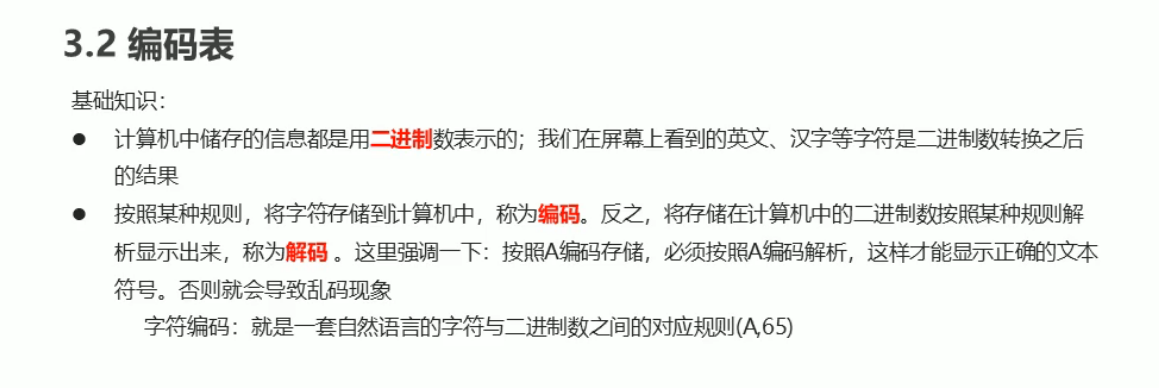 3.2 编码表
基础知识：
● 计算机中储存的信息都是用二进制数表示的；我们在屏幕上看到的英文、汉字等字符是二进制数转换之后
的结果
● 按照某种规则，将字符存储到计算机中，称为编码。反之，将存储在计算机中的二进制数按照某种规则解
析显示出来，称为解码 。这里强调一下：按照A编码存储，必须按照A编码解析，这样才能显示正确的文本
符号。否则就会导致乱码现象
字符编码：就是一套自然语言的字符与二进制数之间的对应规则(A,65)